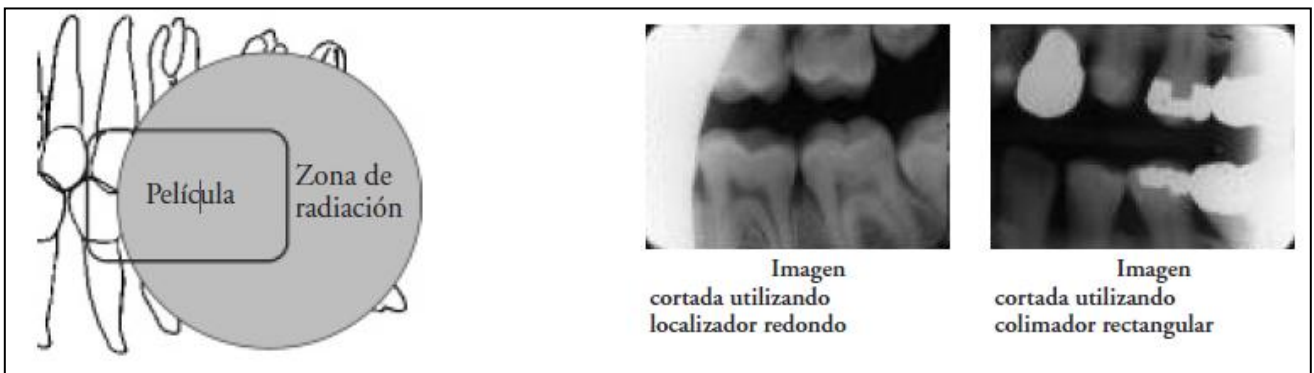 Película
Zona de
radiación
Imagen
cortada utilizando
localizador redondo
Imagen
cortada utilizando
colimador rectangular